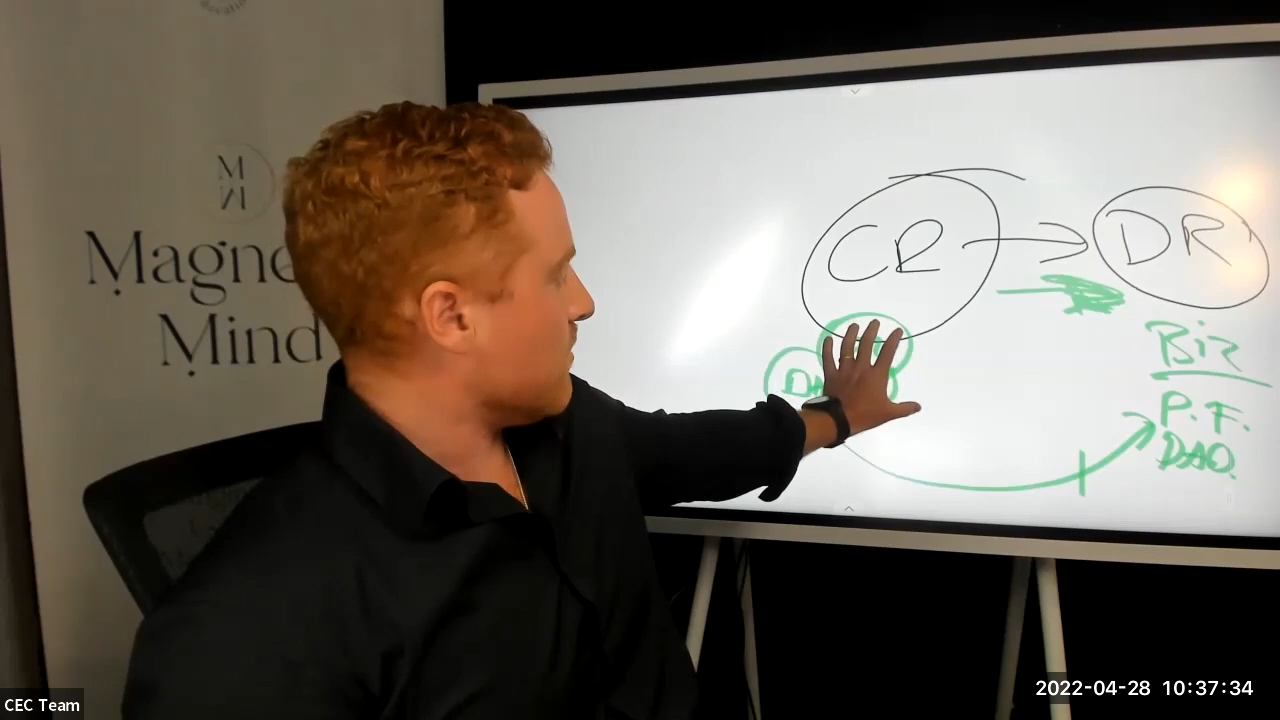 M
M
Magne
Mind
CR
DR
Biz
P.F.
DAO.
CEC Team
2022-04-28 10:37:34